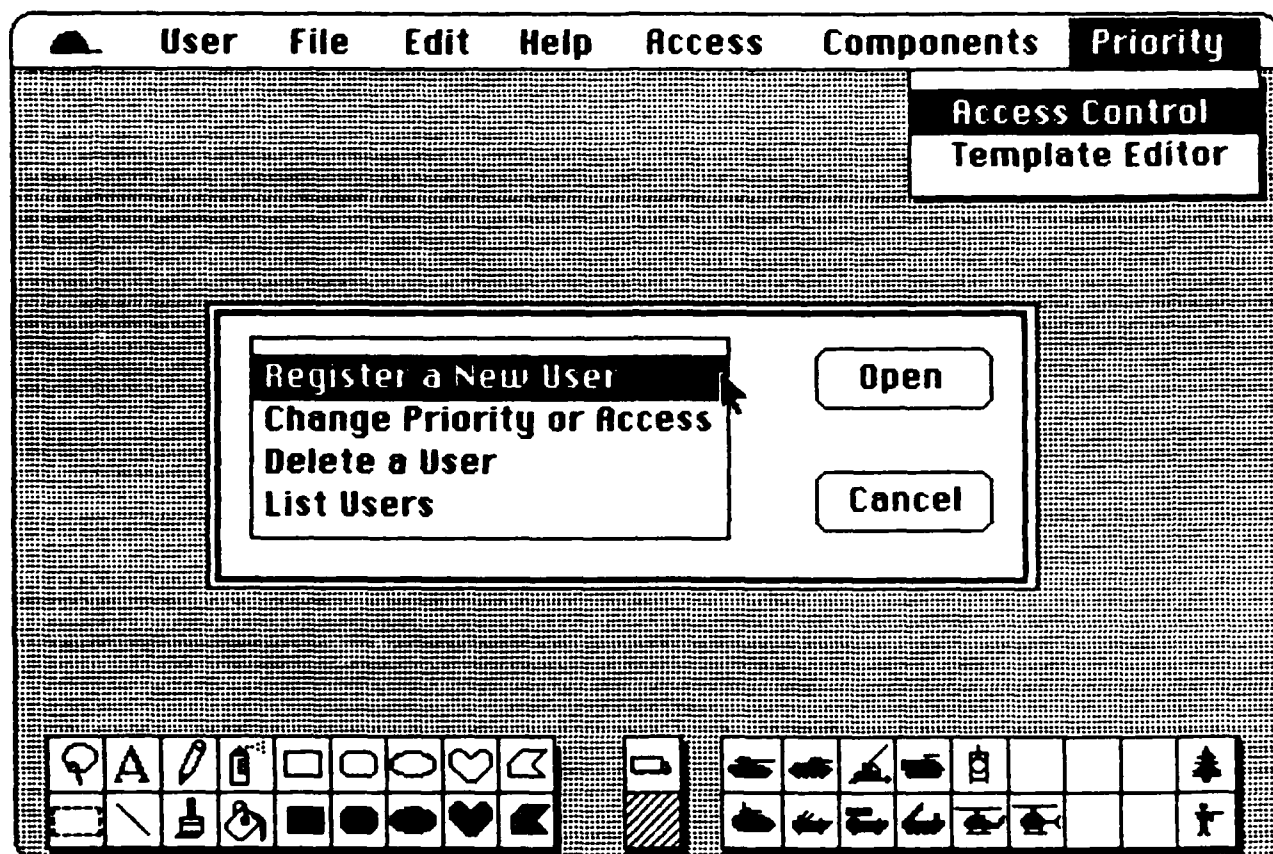 User File Edit Help Access Components Priority
Access Control
Template Editor
Register a New User
Change Priority or Access
Delete a User
List Users
Open
Cancel
A